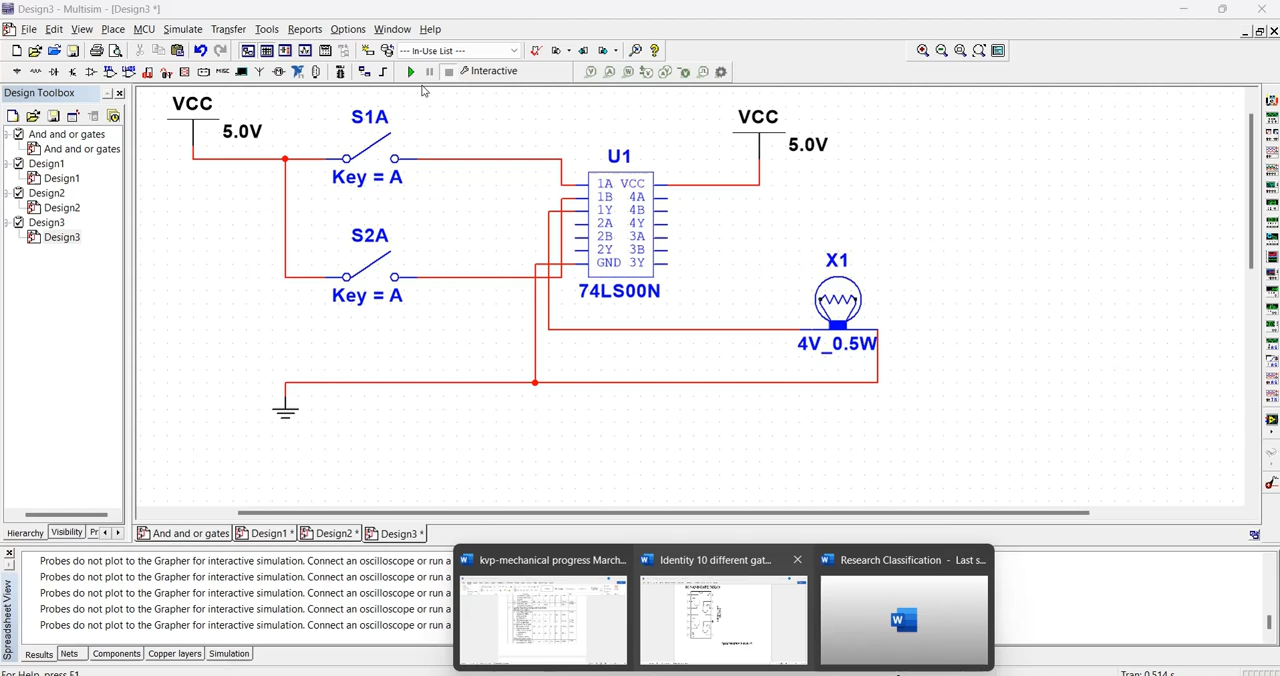 Design3 - Multisim - [Design3 *]
File Edit View Place MCU Simulate Transfer Tools Reports Options Window Help
--- In-Use List ---
Interactive
Design Toolbox
And and or gates
And and or gates
Design1
Design1
Design2
Design2
Design3
Design3
VCC
5.0V
S1A
Key = A
S2A
Key = A
U1
1A VCC
1B 4A
1Y 4B
2A 4Y
2B 3A
2Y 3B
GND 3Y
74LS00N
VCC
5.0V
X1
4V_0.5W
Hierarchy Visibility Pr
And and or gates Design1 * Design2 * Design3 *
Spreadsheet View
Probes do not plot to the Grapher for interactive simulation. Connect an oscilloscope or run a
Probes do not plot to the Grapher for interactive simulation. Connect an oscilloscope or run a
Probes do not plot to the Grapher for interactive simulation. Connect an oscilloscope or run a
Probes do not plot to the Grapher for interactive simulation. Connect an oscilloscope or run a
Probes do not plot to the Grapher for interactive simulation. Connect an oscilloscope or run a
Results Nets Components Copper layers Simulation
kvp-mechanical progress March...
Identity 10 different gat...
Research Classification - Last s...
For Help, press F1
Tran: 0.514 s